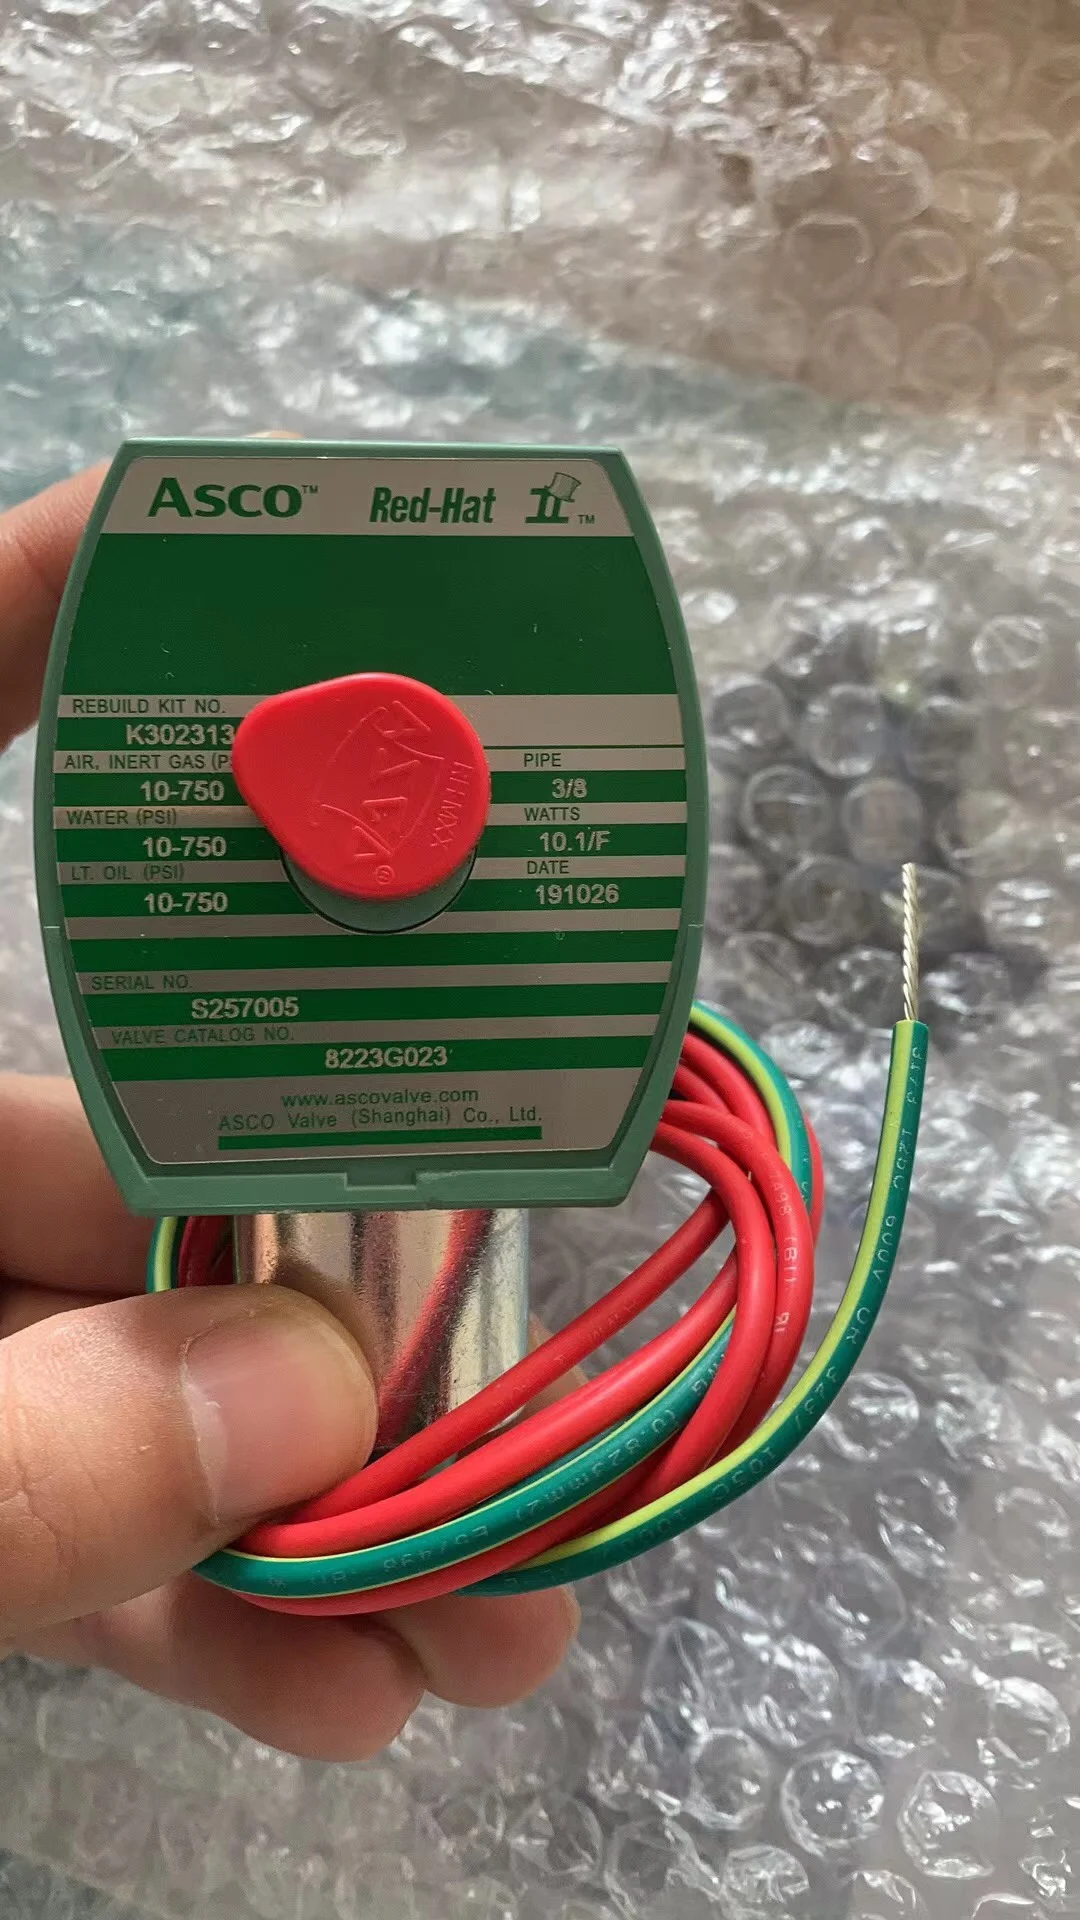 ASCO™ Red-Hat II™
REBUILD KIT NO.
K302313
AIR, INERT GAS (P
10-750
WATER (PSI)
10-750
LT. OIL (PSI)
10-750
PIPE
3/8
WATTS
10.1/F
DATE
191026
SERIAL NO.
S257005
VALVE CATALOG NO.
8223G023
www.ascovalve.com
ASCO Valve (Shanghai) Co., Ltd.